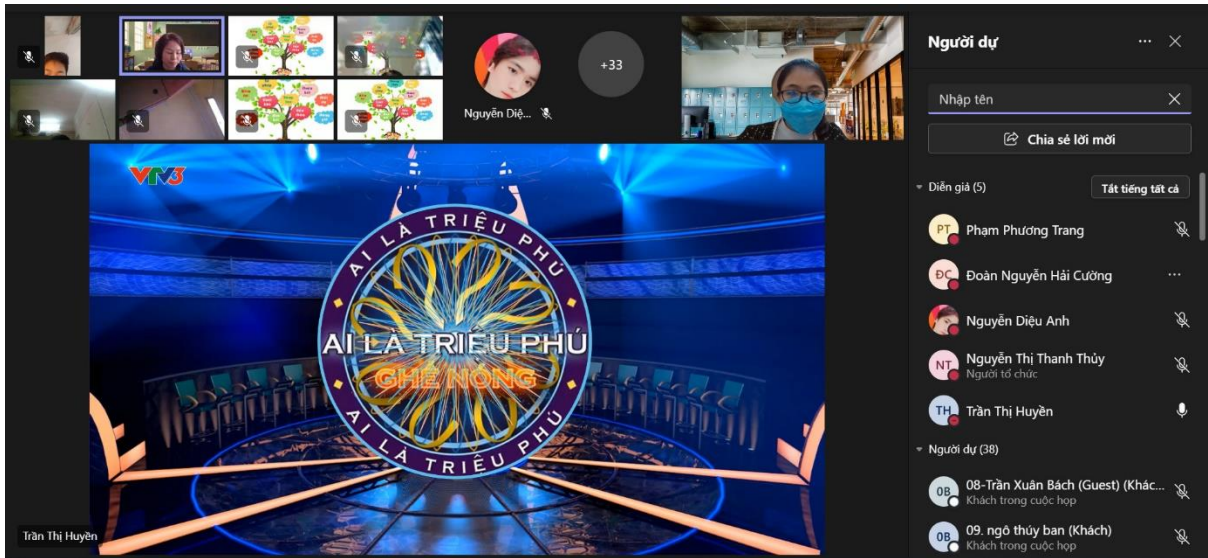 Nguyễn Diệ...
+33
VTV3
AI LÀ TRIỆU PHÚ
AI LÀ TRIỆU PHÚ
GHẾ NÓNG
AI LÀ TRIỆU PHÚ
Trần Thị Huyền
Người dự
Nhập tên
Chia sẻ lời mời
Diễn giả (5)
Tắt tiếng tất cả
PT
Phạm Phương Trang
ĐC
Đoàn Nguyễn Hải Cường
Nguyễn Diệu Anh
NT
Nguyễn Thị Thanh Thủy
Người tổ chức
TH
Trần Thị Huyền
Người dự (38)
0B
08-Trần Xuân Bách (Guest) (Khác...
Khách trong cuộc họp
0B
09. ngô thúy ban (Khách)
Khách trong cuộc họp